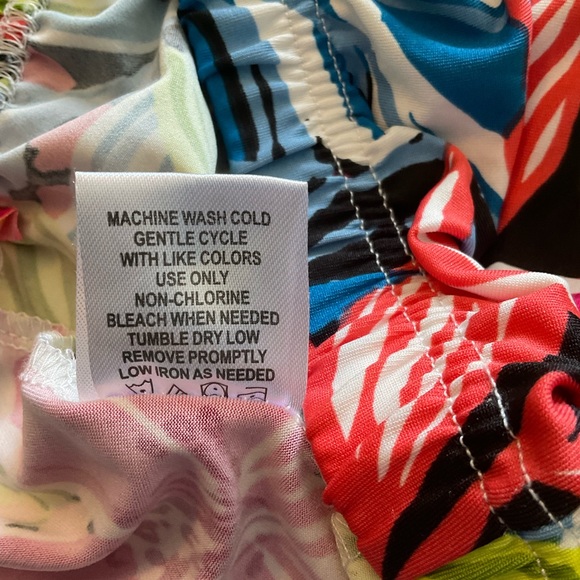 MACHINE WASH COLD
GENTLE CYCLE
WITH LIKE COLORS
USE ONLY
NON-CHLORINE
BLEACH WHEN NEEDED
TUMBLE DRY LOW
REMOVE PROMPTLY
LOW IRON AS NEEDED